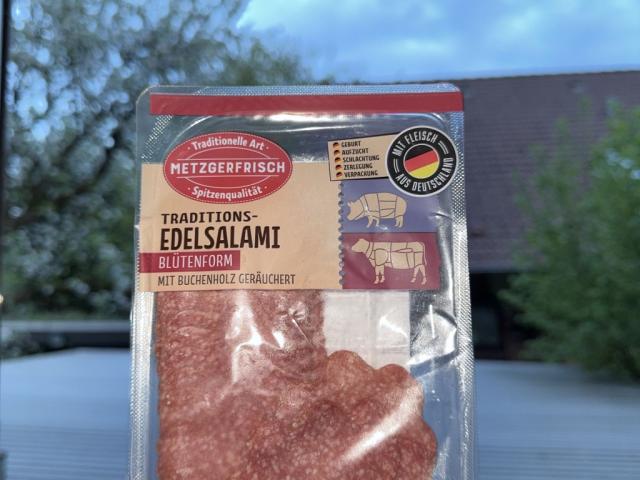 Traditionelle Art
METZGERFRISCH
Spitzenqualität
GEBURT
AUFZUCHT
SCHLACHTUNG
ZERLEGUNG
VERPACKUNG
MIT FLEISCH
AUS DEUTSCHLAND
TRADITIONS-
EDELSALAMI
BLÜTENFORM
MIT BUCHENHOLZ GERÄUCHERT